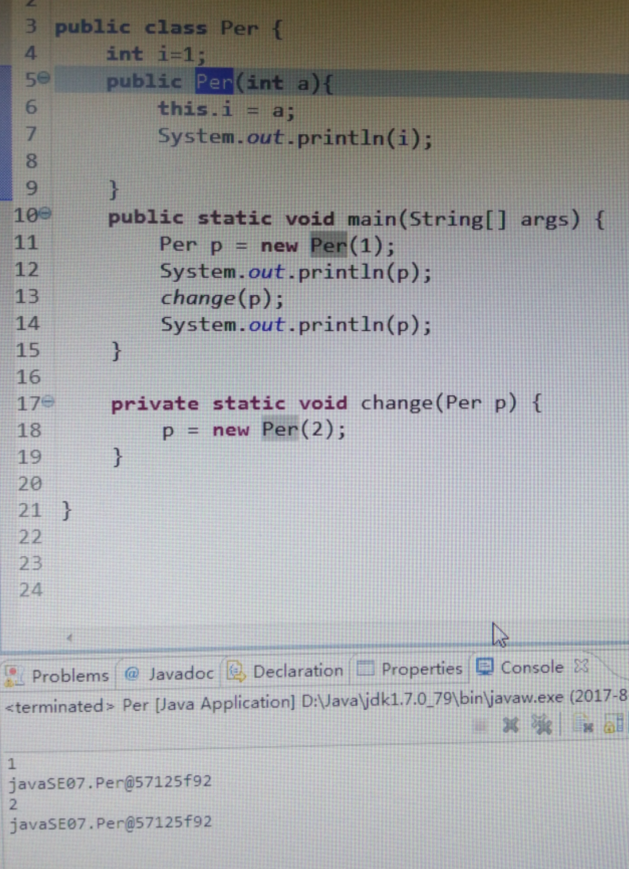 2
3 public class Per {
4 int i=1;
5 public Per(int a){
6 this.i = a;
7 System.out.println(i);
8
9 }
10 public static void main(String[] args) {
11 Per p = new Per(1);
12 System.out.println(p);
13 change(p);
14 System.out.println(p);
15 }
16
17 private static void change(Per p) {
18 p = new Per(2);
19 }
20
21 }
22
23
24
Problems @ Javadoc Declaration Properties Console
<terminated> Per [Java Application] D:\Java\jdk1.7.0_79\bin\javaw.exe (2017-8
1
javaSE07.Per@57125f92
2
javaSE07.Per@57125f92